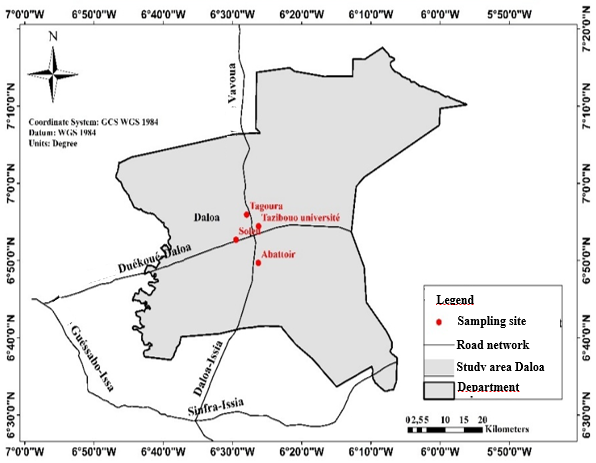 7°0'0"W 6°50'0"W 6°40'0"W 6°30'0"W 6°20'0"W 6°10'0"W 6°0'0"W 5°50'0"W
7°20'0"N
N
Vavoua
Coordinate System: GCS WGS 1984
Datum: WGS 1984
Units: Degree
7°10'0"N 7°10'0"N
7°0'0"N 7°0'0"N
Tagoura
Daloa
Tazibouo université
Soleil
Duékoué-Daloa
Abattoir
6°50'0"N 6°50'0"N
Legend
Sampling site
Road network
Study area Daloa
Department
6°40'0"N 6°40'0"N
Guéssabo-Issa
Daloa-Issia
Sinfra-Issia
0 2,55 10 15 20
Kilometers
6°30'0"N 6°30'0"N
7°0'0"W 6°50'0"W 6°40'0"W 6°30'0"W 6°20'0"W 6°10'0"W 6°0'0"W 5°50'0"W